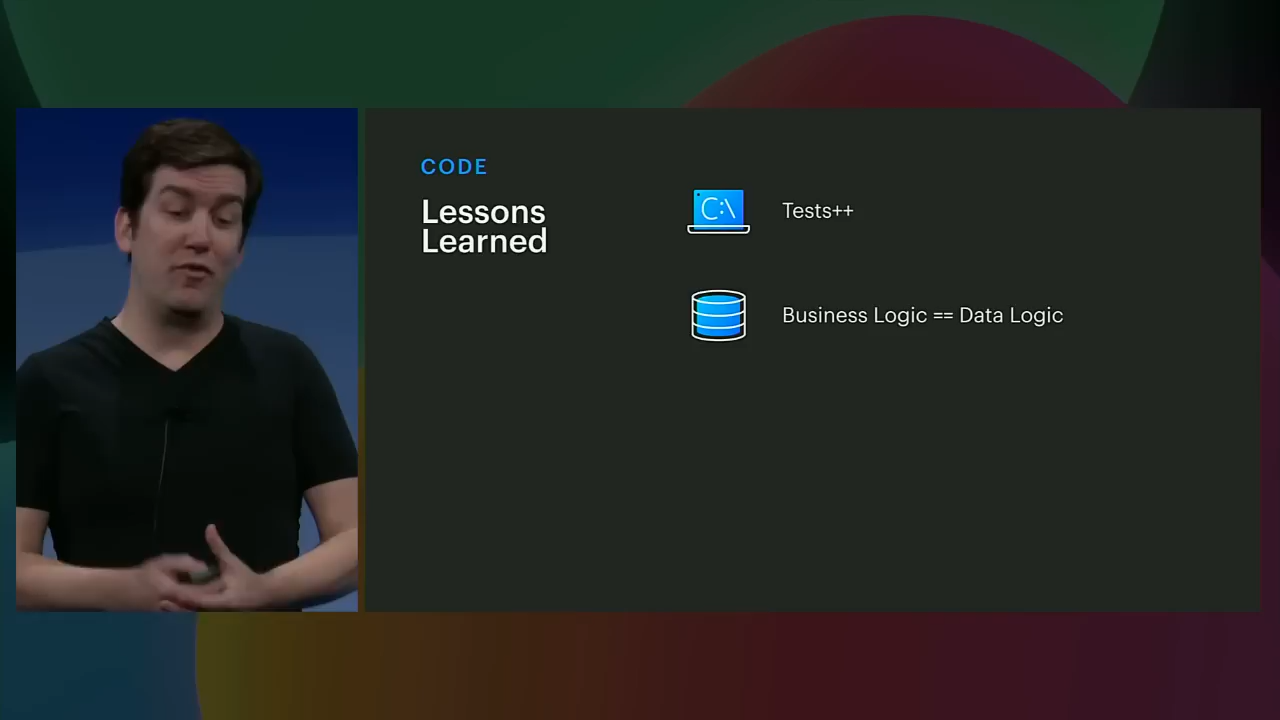 CODE
Lessons
Learned
C:\
Tests++
Business Logic == Data Logic